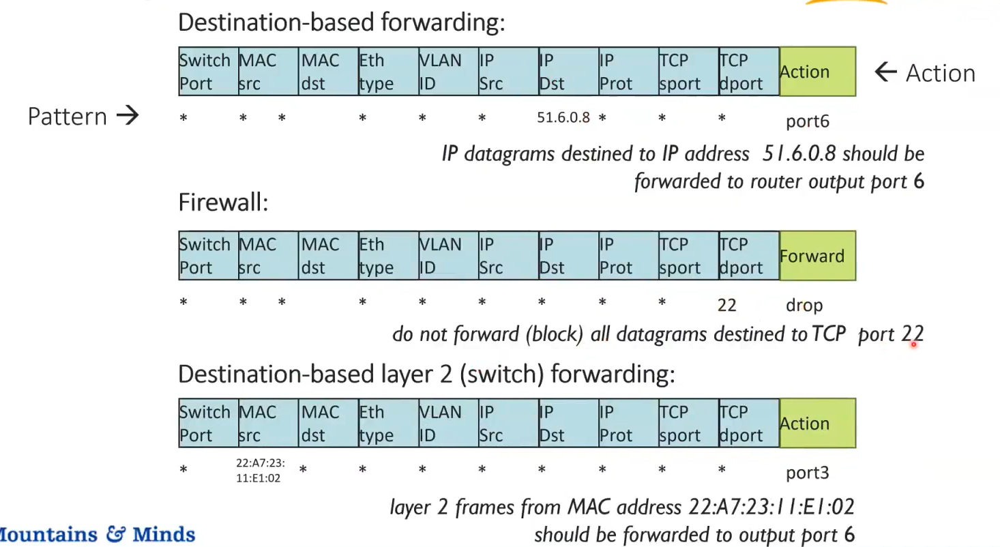 Destination-based forwarding:
Switch Port MAC src MAC dst Eth type VLAN ID IP Src IP Dst IP Prot TCP sport TCP dport Action ← Action
Pattern → * * * * * * 51.6.0.8 * * * port6
IP datagrams destined to IP address 51.6.0.8 should be
forwarded to router output port 6
Firewall:
Switch Port MAC src MAC dst Eth type VLAN ID IP Src IP Dst IP Prot TCP sport TCP dport Forward
* * * * * * * * * 22 drop
do not forward (block) all datagrams destined to TCP port 22
Destination-based layer 2 (switch) forwarding:
Switch Port MAC src MAC dst Eth type VLAN ID IP Src IP Dst IP Prot TCP sport TCP dport Action
* 22:A7:23:11:E1:02 * * * * * * * * port3
layer 2 frames from MAC address 22:A7:23:11:E1:02
should be forwarded to output port 6
Mountains & Minds